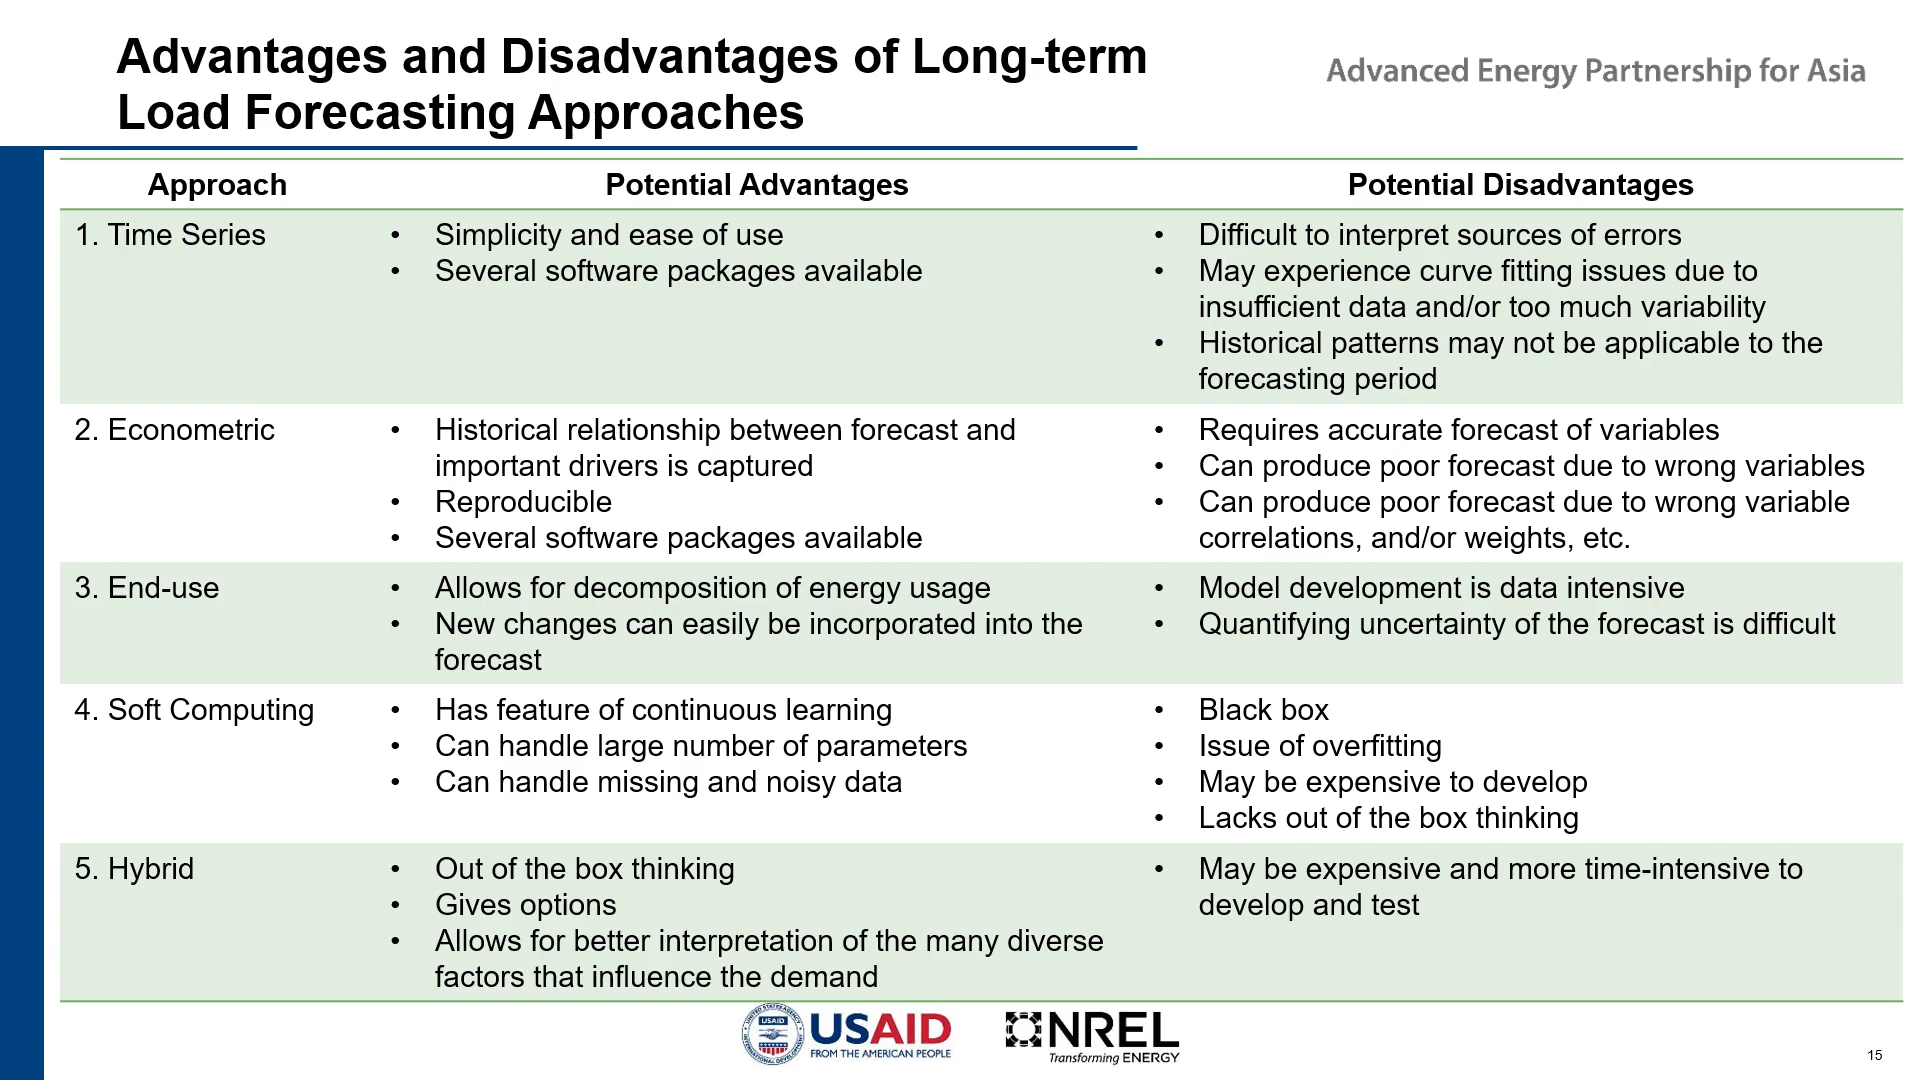 Advantages and Disadvantages of Long-term
Load Forecasting Approaches
Advanced Energy Partnership for Asia
Approach Potential Advantages Potential Disadvantages
1. Time Series
• Simplicity and ease of use
• Several software packages available
• Difficult to interpret sources of errors
• May experience curve fitting issues due to
insufficient data and/or too much variability
• Historical patterns may not be applicable to the
forecasting period
2. Econometric
• Historical relationship between forecast and
important drivers is captured
• Reproducible
• Several software packages available
• Requires accurate forecast of variables
• Can produce poor forecast due to wrong variables
• Can produce poor forecast due to wrong variable
correlations, and/or weights, etc.
3. End-use
• Allows for decomposition of energy usage
• New changes can easily be incorporated into the
forecast
• Model development is data intensive
• Quantifying uncertainty of the forecast is difficult
4. Soft Computing
• Has feature of continuous learning
• Can handle large number of parameters
• Can handle missing and noisy data
• Black box
• Issue of overfitting
• May be expensive to develop
• Lacks out of the box thinking
5. Hybrid
• Out of the box thinking
• Gives options
• Allows for better interpretation of the many diverse
factors that influence the demand
• May be expensive and more time-intensive to
develop and test
UNITED STATES AGENCY
USAID
INTERNATIONAL DEVELOPMENT
USAID
FROM THE AMERICAN PEOPLE
NREL
Transforming ENERGY
15